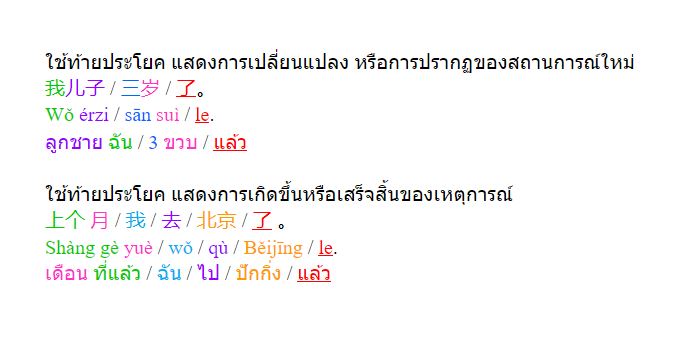 ใช้ท้ายประโยค แสดงการเปลี่ยนแปลง หรือการปรากฏของสถานการณ์ใหม่
我儿子 / 三岁 / 了。
Wǒ érzi / sān suì / le.
ลูกชาย ฉัน / 3 ขวบ / แล้ว
ใช้ท้ายประโยค แสดงการเกิดขึ้นหรือเสร็จสิ้นของเหตุการณ์
上个 月 / 我 / 去 / 北京 / 了 。
Shàng gè yuè / wǒ / qù / Běijīng / le.
เดือน ที่แล้ว / ฉัน / ไป / ปักกิ่ง / แล้ว